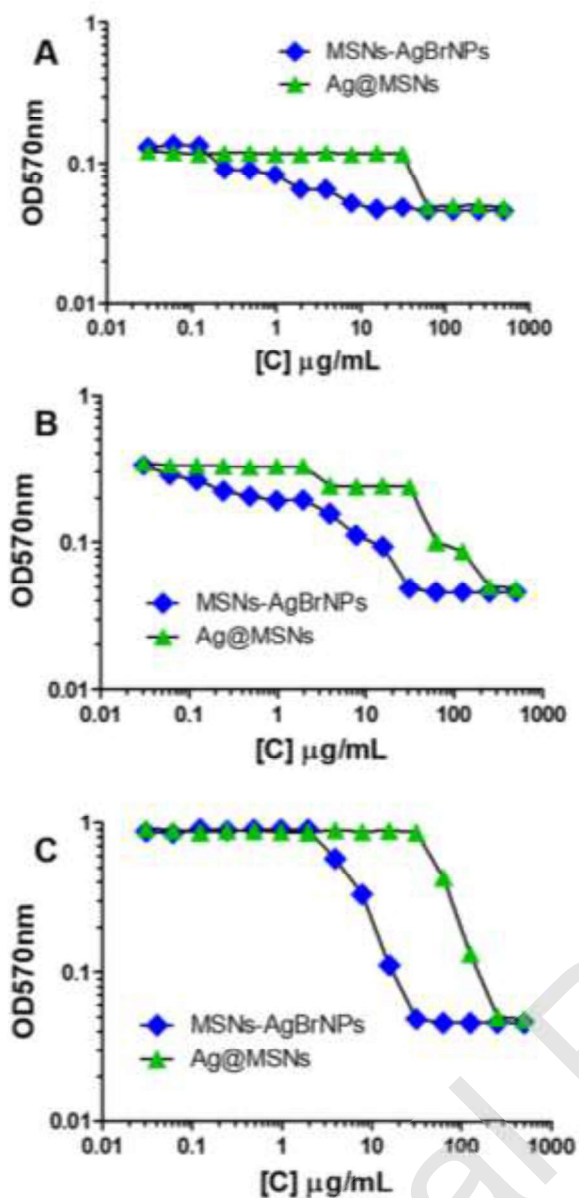 A
1
MSNs-AgBrNPs
Ag@MSNs
OD570nm
0.1
0.01
0.01 0.1 1 10 100 1000
[C] µg/mL
B
1
OD570nm
0.1
MSNs-AgBrNPs
Ag@MSNs
0.01
0.01 0.1 1 10 100 1000
[C] µg/mL
C
1
OD570nm
0.1
MSNs-AgBrNPs
Ag@MSNs
0.01
0.01 0.1 1 10 100 1000
[C] µg/mL